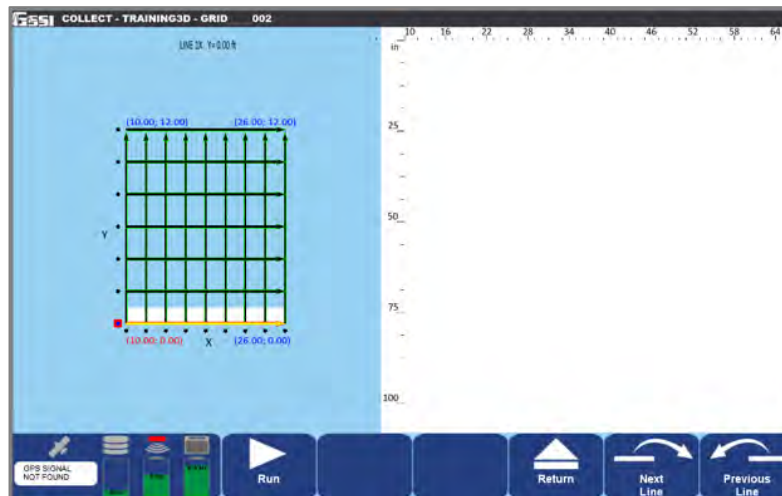 GSSI COLLECT - TRAINING3D - GRID 002
LINE 1X Y= 0.00 ft
10 16 22 28 34 40 46 52 58 64
in
(10.00; 12.00) (26.00; 12.00)
25
50
Y
75
(10.00; 0.00) X (26.00; 0.00)
100
GPS SIGNAL
NOT FOUND
Run
Return
Next
Line
Previous
Line